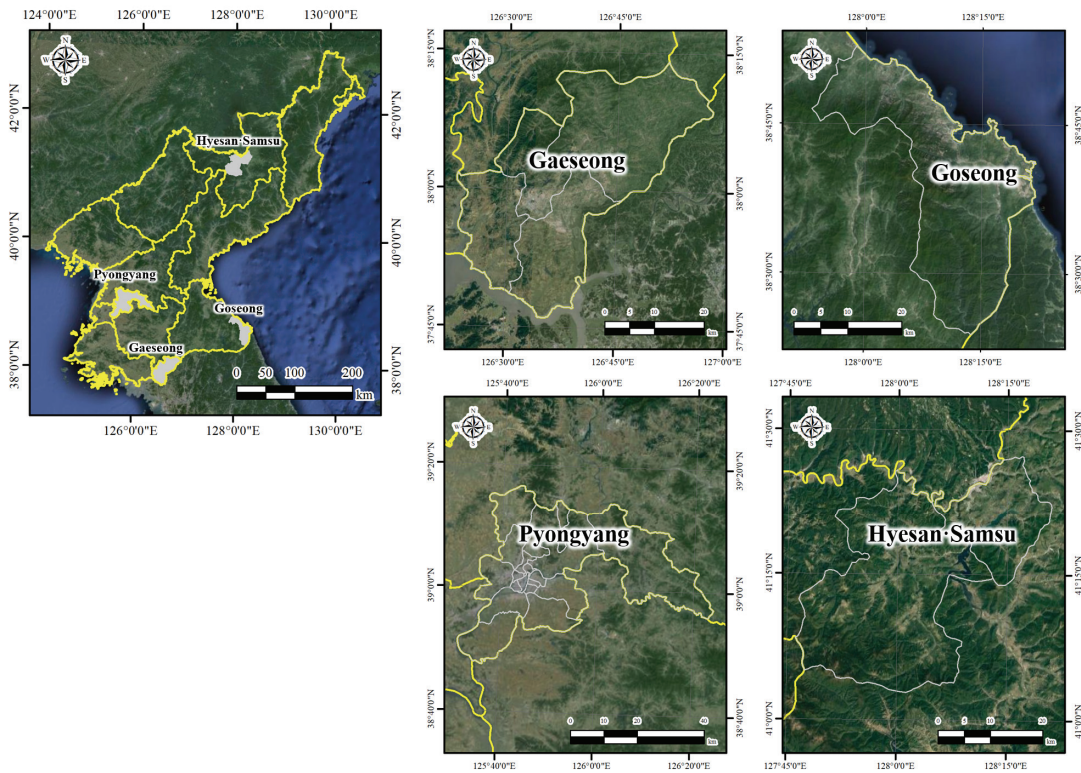 124°0'0"E 126°0'0"E 128°0'0"E 130°0'0"E
42°0'0"N
40°0'0"N
38°0'0"N
42°0'0"N
40°0'0"N
38°0'0"N
N
W E
S
Hyesan·Samsu
Pyongyang
Goseong
Gaeseong
0 50 100 200
km
126°0'0"E 128°0'0"E 130°0'0"E
126°30'0"E 126°45'0"E
38°15'0"N
38°0'0"N
37°45'0"N
38°15'0"N
38°0'0"N
37°45'0"N
N
W E
S
Gaeseong
0 5 10 20
km
126°30'0"E 126°45'0"E 127°0'0"E
128°0'0"E 128°15'0"E
38°45'0"N
38°30'0"N
38°45'0"N
38°30'0"N
N
W E
S
Goseong
0 5 10 20
km
128°0'0"E 128°15'0"E
125°40'0"E 126°0'0"E 126°20'0"E
39°20'0"N
39°0'0"N
38°40'0"N
39°20'0"N
39°0'0"N
38°40'0"N
N
W E
S
Pyongyang
0 10 20 40
km
125°40'0"E 126°0'0"E 126°20'0"E
127°45'0"E 128°0'0"E 128°15'0"E
41°30'0"N
41°15'0"N
41°0'0"N
41°30'0"N
41°15'0"N
41°0'0"N
N
W E
S
Hyesan·Samsu
0 5 10 20
km
127°45'0"E 128°0'0"E 128°15'0"E